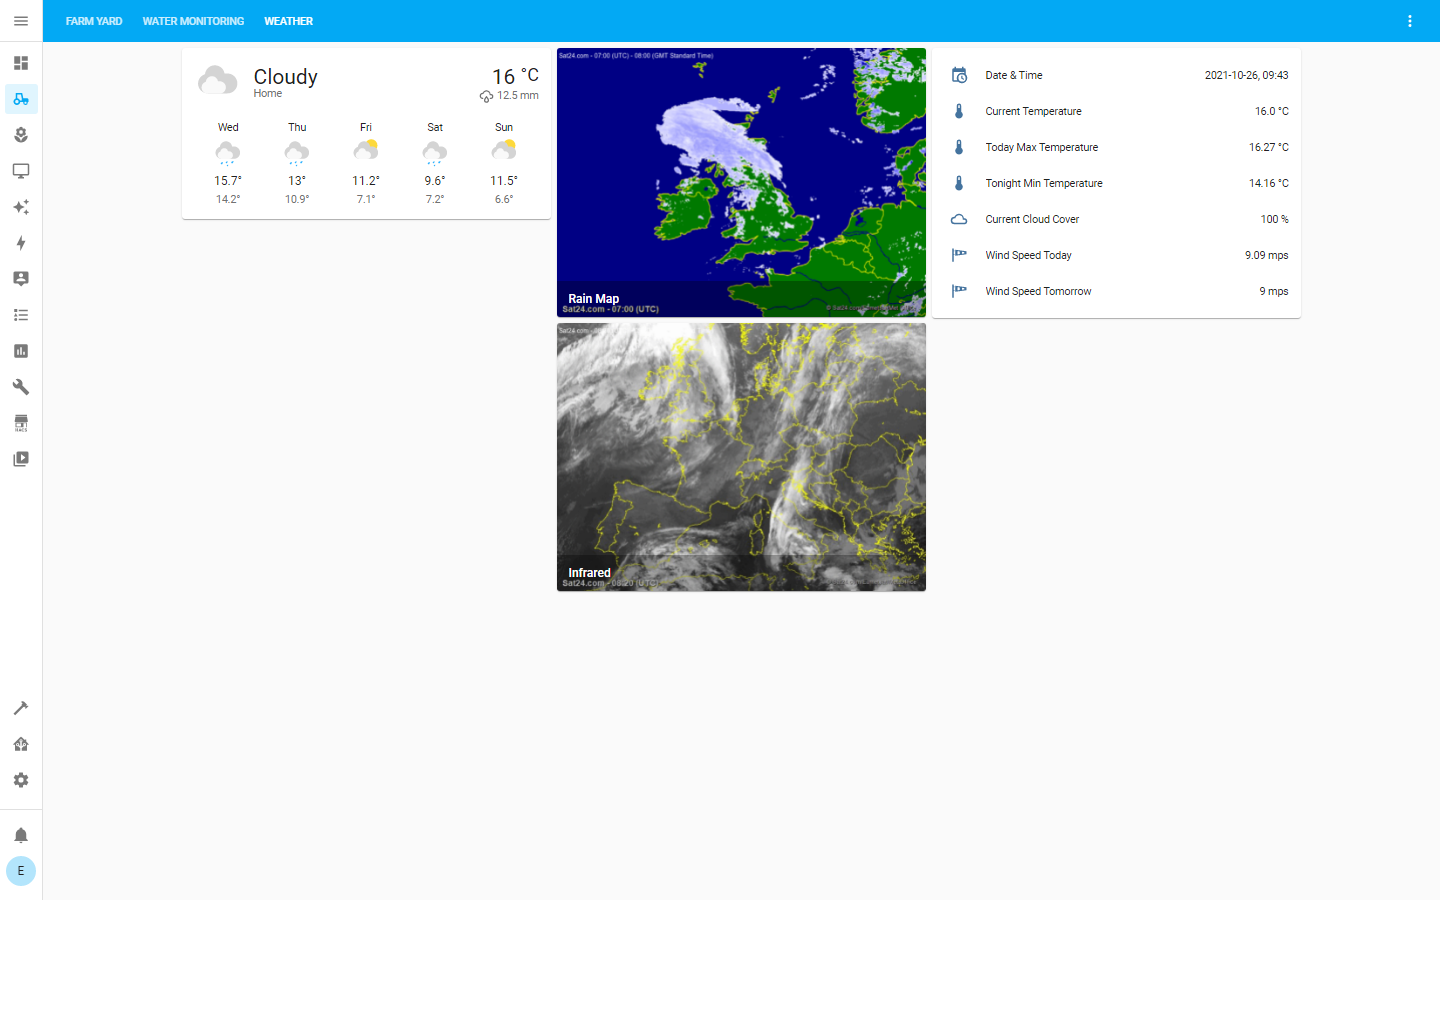 FARM YARD WATER MONITORING WEATHER
Cloudy
Home
16 °C
12.5 mm
Wed Thu Fri Sat Sun
15.7° 13° 11.2° 9.6° 11.5°
14.2° 10.9° 7.1° 7.2° 6.6°
Sat24.com - 07:00 (UTC) - 08:00 (GMT Standard Time)
Rain Map
Sat24.com - 07:00 (UTC)
Infrared
Sat24.com - 08:20 (UTC)
Date & Time 2021-10-26, 09:43
Current Temperature 16.0 °C
Today Max Temperature 16.27 °C
Tonight Min Temperature 14.16 °C
Current Cloud Cover 100 %
Wind Speed Today 9.09 mps
Wind Speed Tomorrow 9 mps
HACS
E